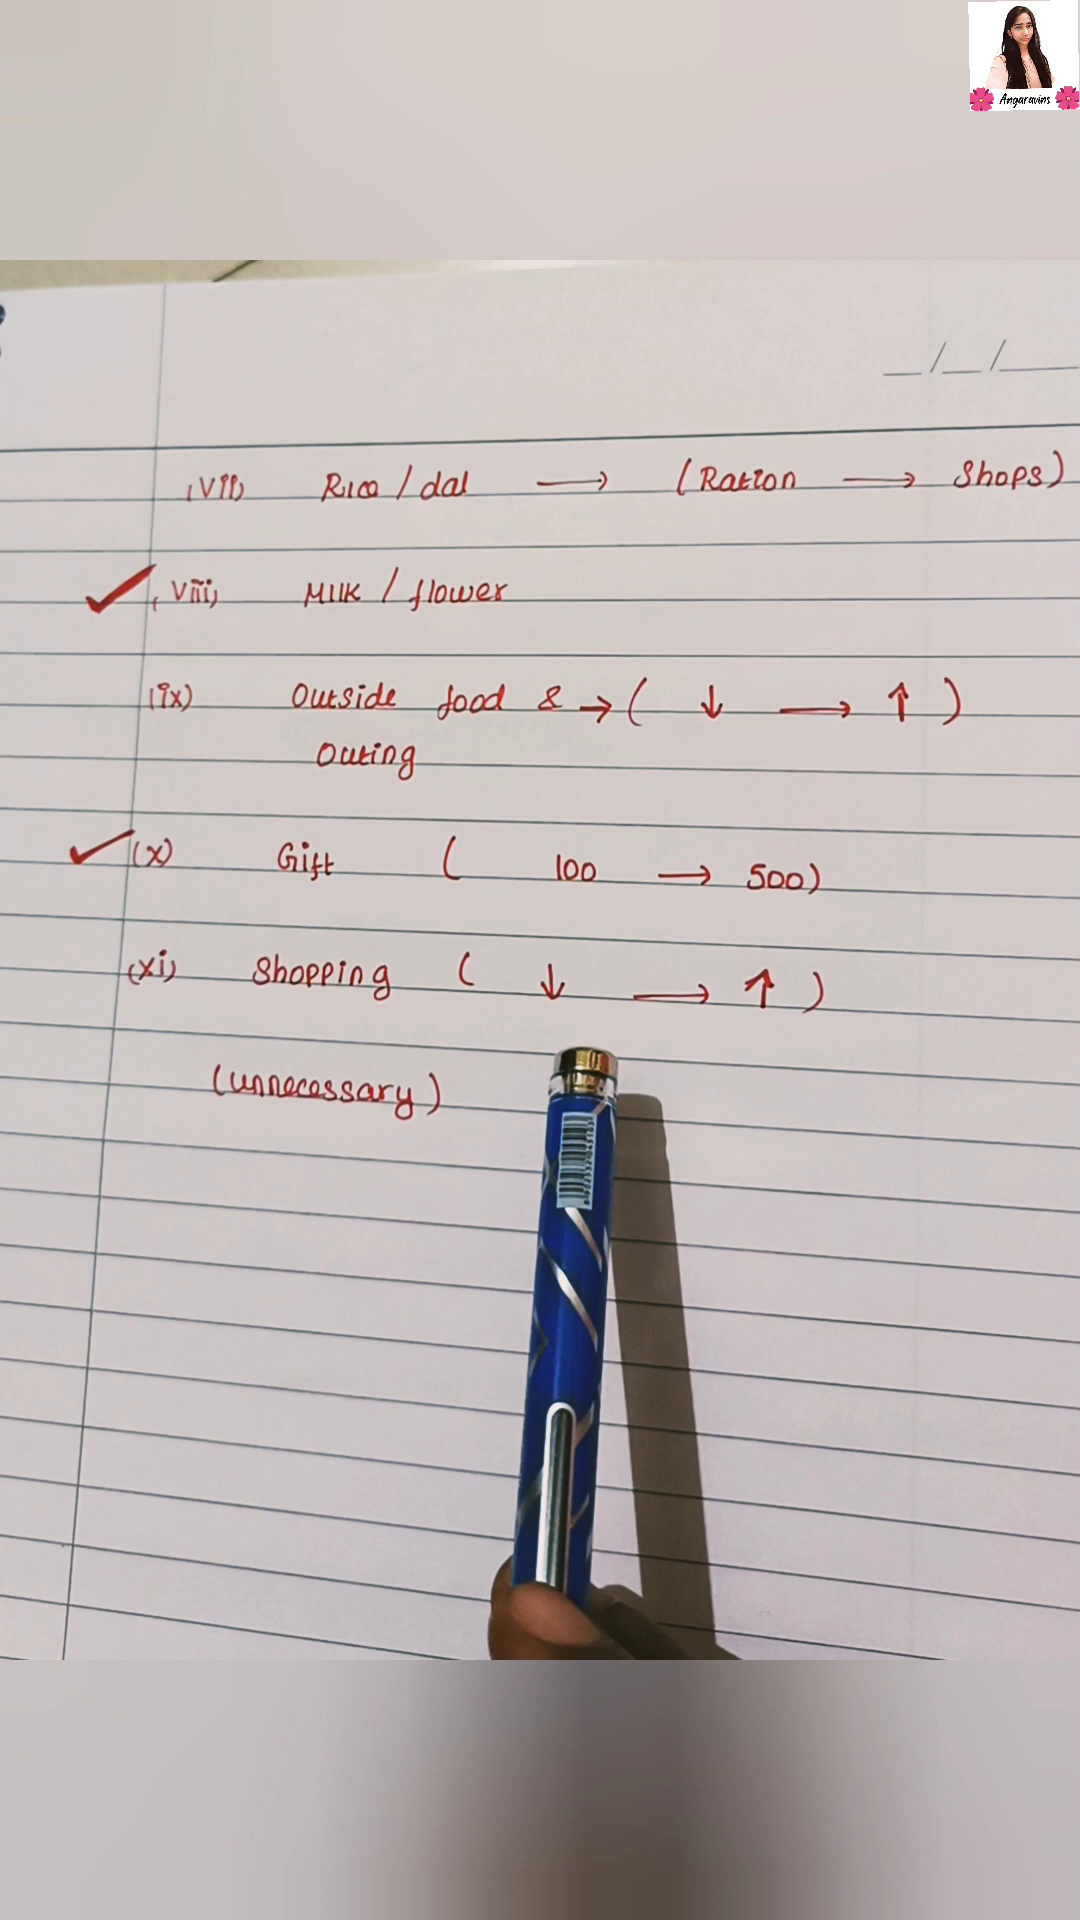 Angaravins
__/__/____
(vii) Rice / dal → (Ration → Shops)
✓ (viii) Milk / flower
(ix) Outside food & → ( ↓ → ↑ )
Outing
✓ (x) Gift ( 100 → 500)
(xi) Shopping ( ↓ → ↑ )
(unnecessary)